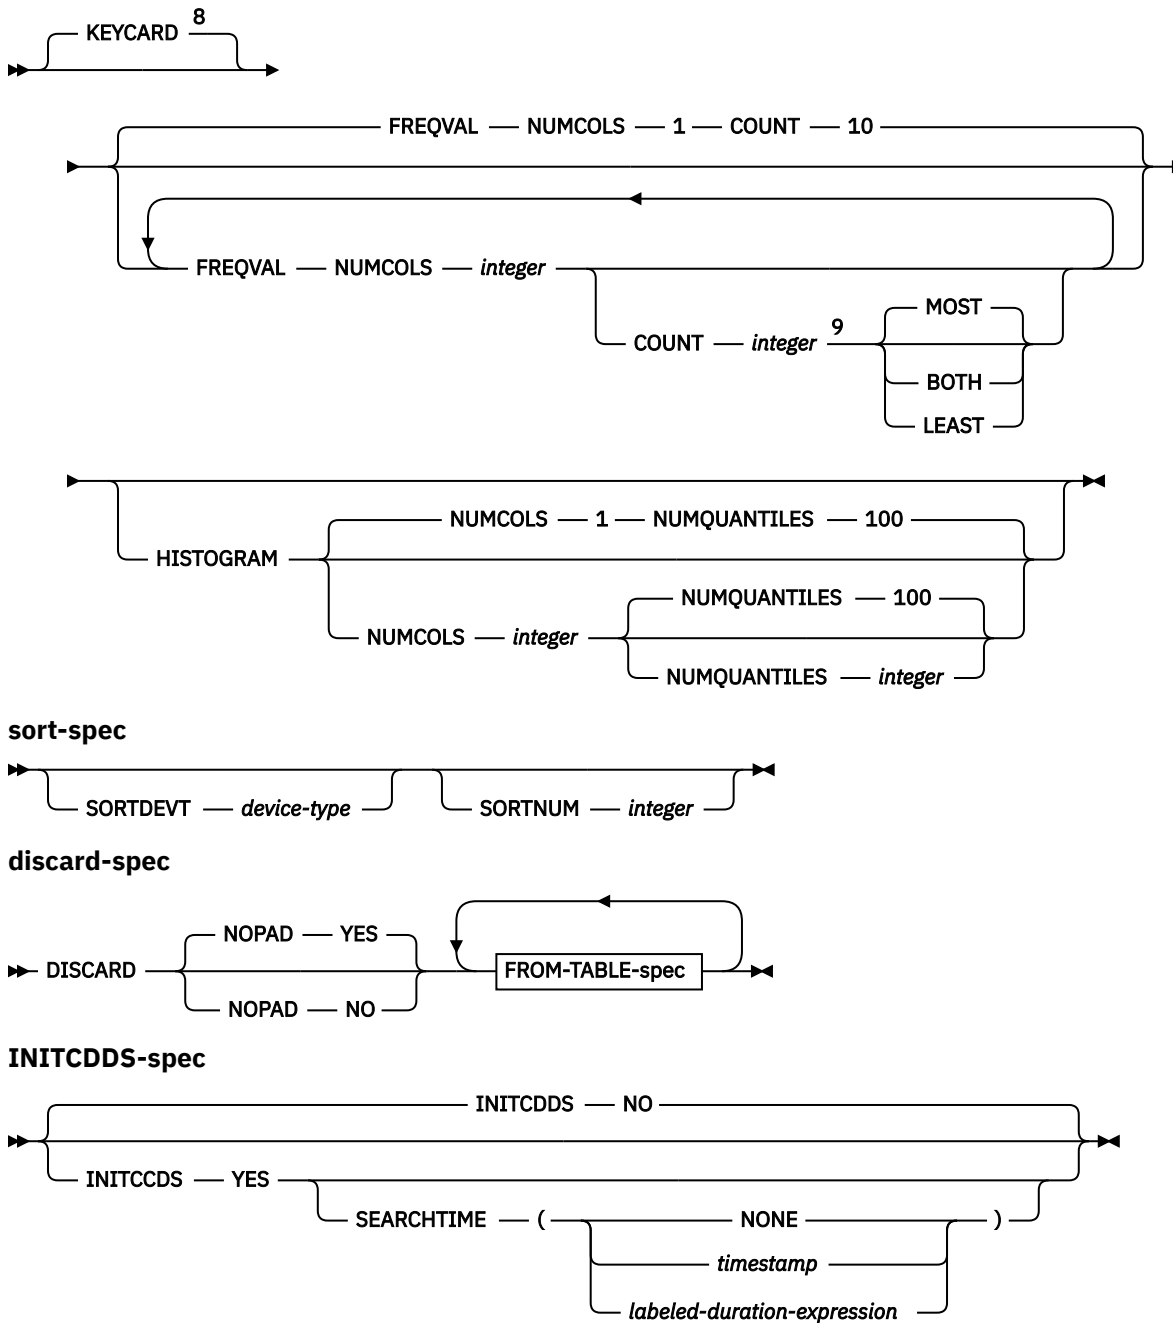 KEYCARD 8
FREQVAL NUMCOLS 1 COUNT 10
FREQVAL NUMCOLS integer
MOST
COUNT integer 9
BOTH
LEAST
NUMCOLS 1 NUMQUANTILES 100
HISTOGRAM
NUMQUANTILES 100
NUMCOLS integer
NUMQUANTILES integer
sort-spec
SORTDEVT device-type SORTNUM integer
discard-spec
NOPAD YES
DISCARD FROM-TABLE-spec
NOPAD NO
INITCDDS-spec
INITCDDS NO
INITCCDS YES
SEARCHTIME ( NONE )
timestamp
labeled-duration-expression